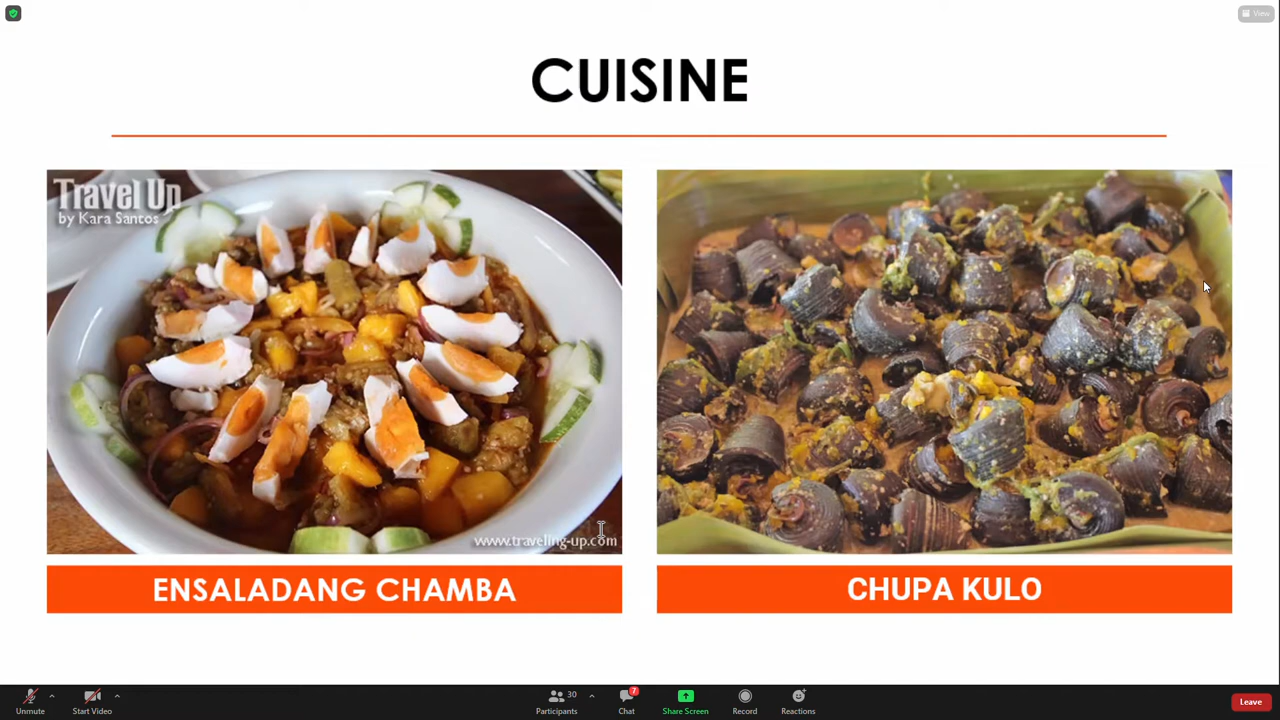 View
CUISINE
Travel Up
by Kara Santos
www.traveling-up.com
ENSALADANG CHAMBA
CHUPA KULO
Unmute
Start Video
30
Participants
7
Chat
Share Screen
Record
Reactions
Leave